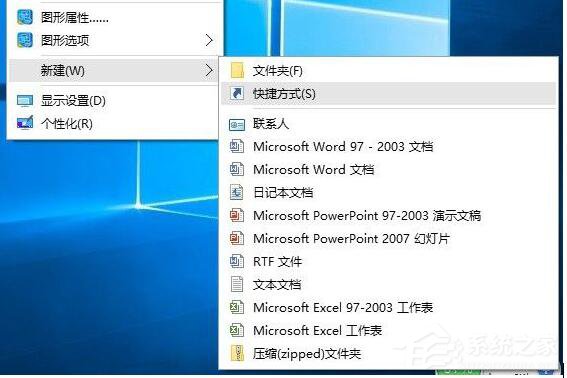 图形属性......
图形选项
新建(W)
显示设置(D)
个性化(R)
文件夹(F)
快捷方式(S)
联系人
Microsoft Word 97 - 2003 文档
Microsoft Word 文档
日记本文档
Microsoft PowerPoint 97-2003 演示文稿
Microsoft PowerPoint 2007 幻灯片
RTF 文件
文本文档
Microsoft Excel 97-2003 工作表
Microsoft Excel 工作表
压缩(zipped)文件夹
系统之家